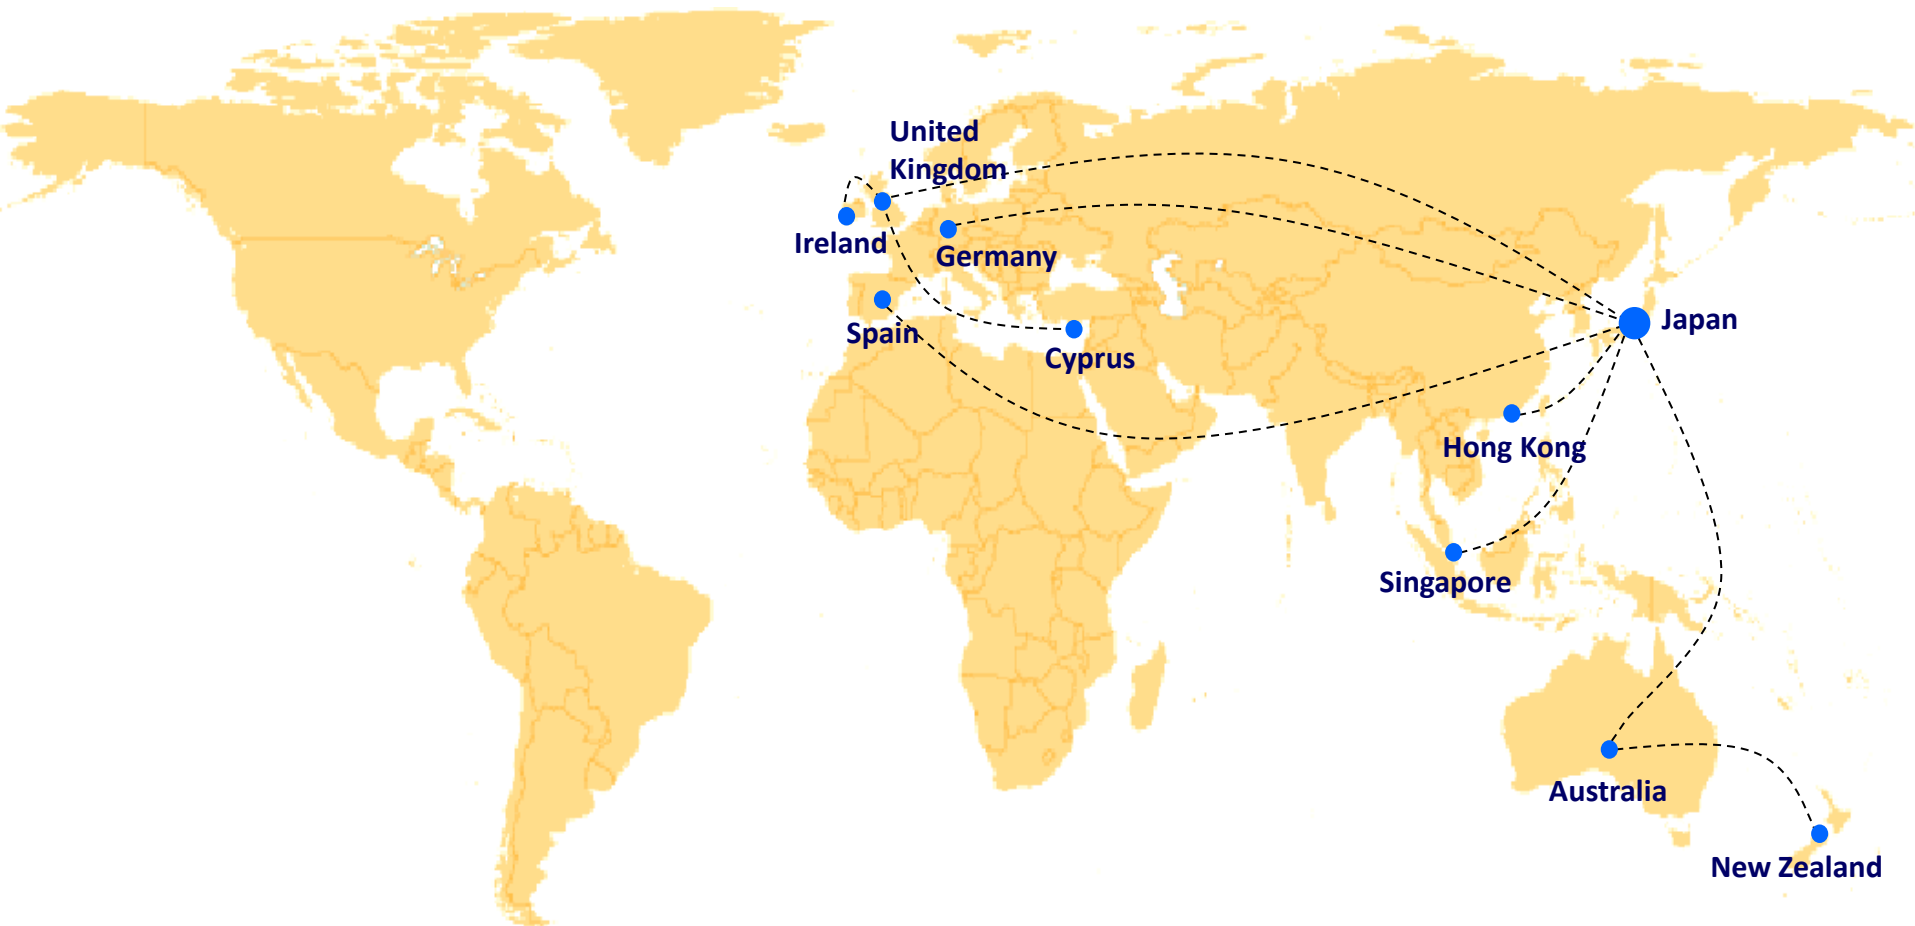 United
Kingdom
Ireland
Germany
Spain
Cyprus
Japan
Hong Kong
Singapore
Australia
New Zealand